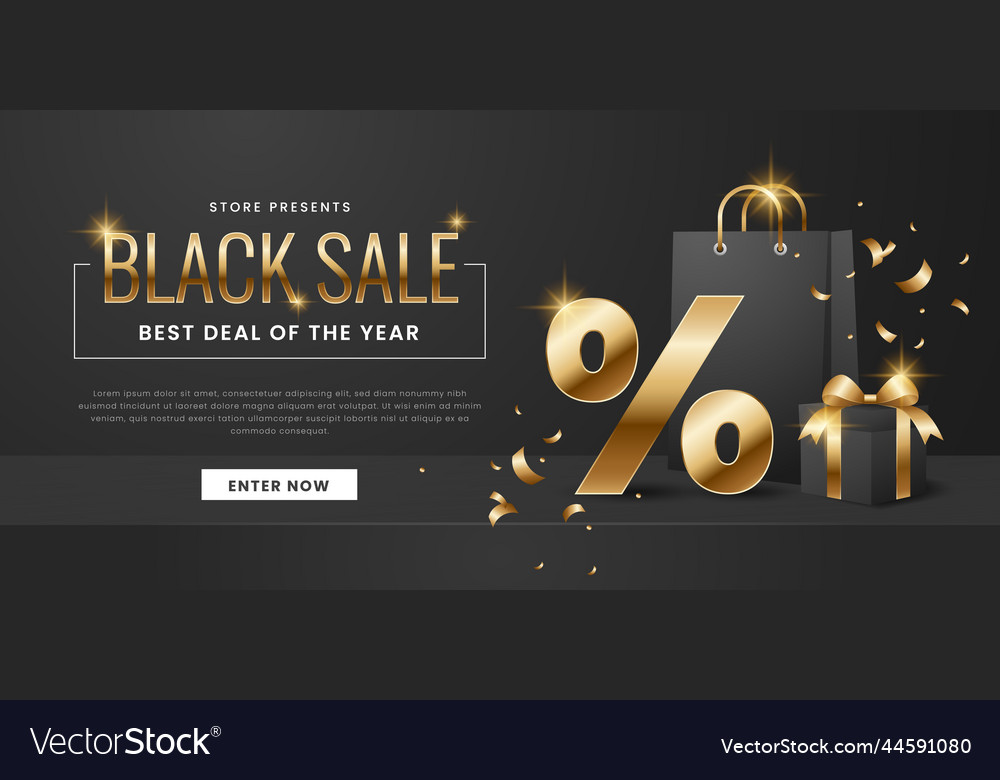 STORE PRESENTS
BLACK SALE
BEST DEAL OF THE YEAR
Lorem ipsum dolor sit amet, consectetuer adipiscing elit, sed diam nonummy nibh
euismod tincidunt ut laoreet dolore magna aliquam erat volutpat. Ut wisi enim ad minim
veniam, quis nostrud exerci tation ullamcorper suscipit lobortis nisl ut aliquip ex ea
commodo consequat.
ENTER NOW
%
VectorStock®
VectorStock.com/44591080